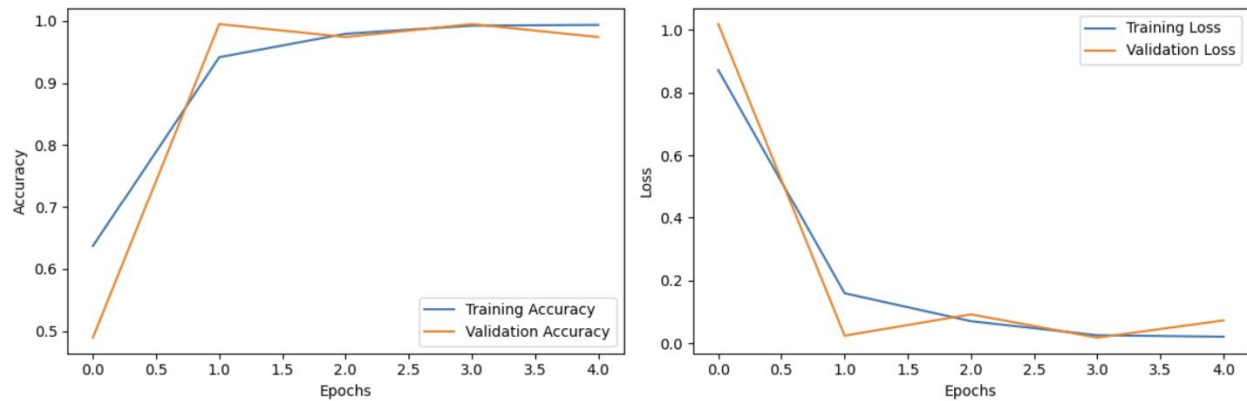 Accuracy
1.0
0.9
0.8
0.7
0.6
0.5
Training Accuracy
Validation Accuracy
0.0 0.5 1.0 1.5 2.0 2.5 3.0 3.5 4.0
Epochs
Loss
1.0
0.8
0.6
0.4
0.2
0.0
Training Loss
Validation Loss
0.0 0.5 1.0 1.5 2.0 2.5 3.0 3.5 4.0
Epochs